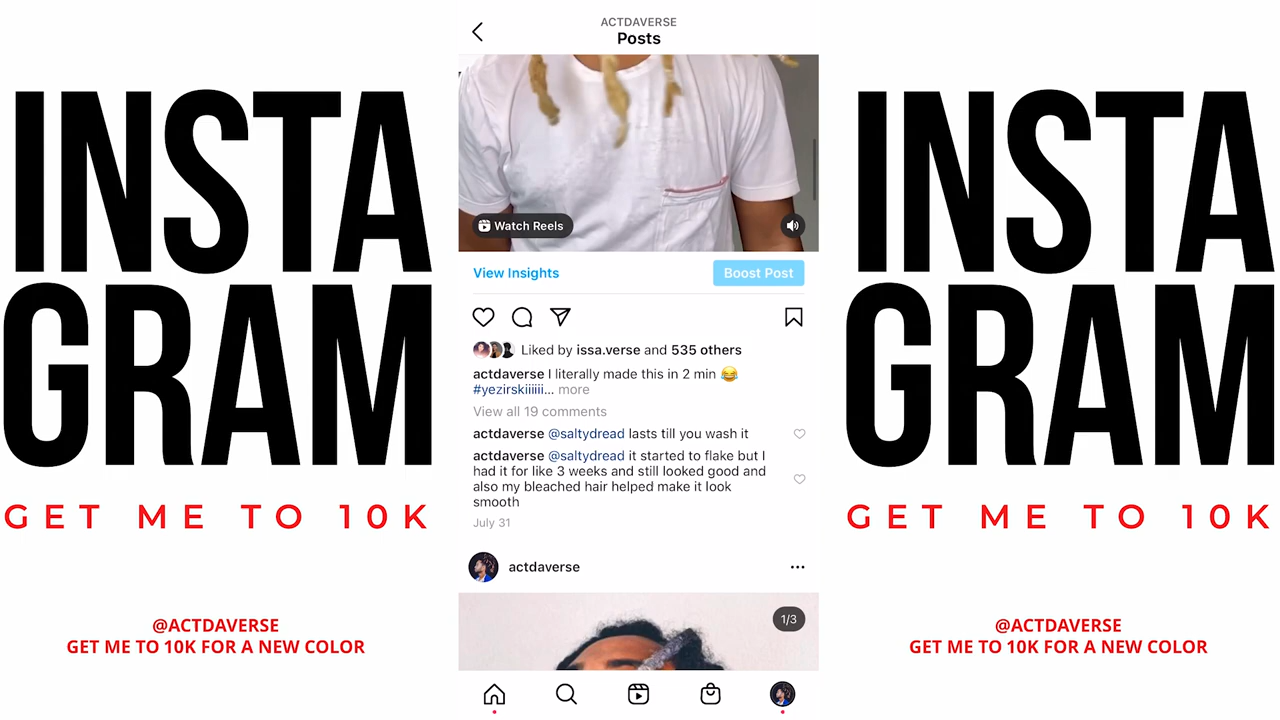 INSTA
GRAM
GET ME TO 10K
@ACTDAVERSE
GET ME TO 10K FOR A NEW COLOR
ACTDAVERSE
Posts
Watch Reels
View Insights
Boost Post
Liked by issa.verse and 535 others
actdaverse I literally made this in 2 min 😂
#yezirskiiiiii... more
View all 19 comments
actdaverse @saltydread lasts till you wash it
actdaverse @saltydread it started to flake but I
had it for like 3 weeks and still looked good and
also my bleached hair helped make it look
smooth
July 31
actdaverse
1/3
INSTA
GRAM
GET ME TO 10K
@ACTDAVERSE
GET ME TO 10K FOR A NEW COLOR